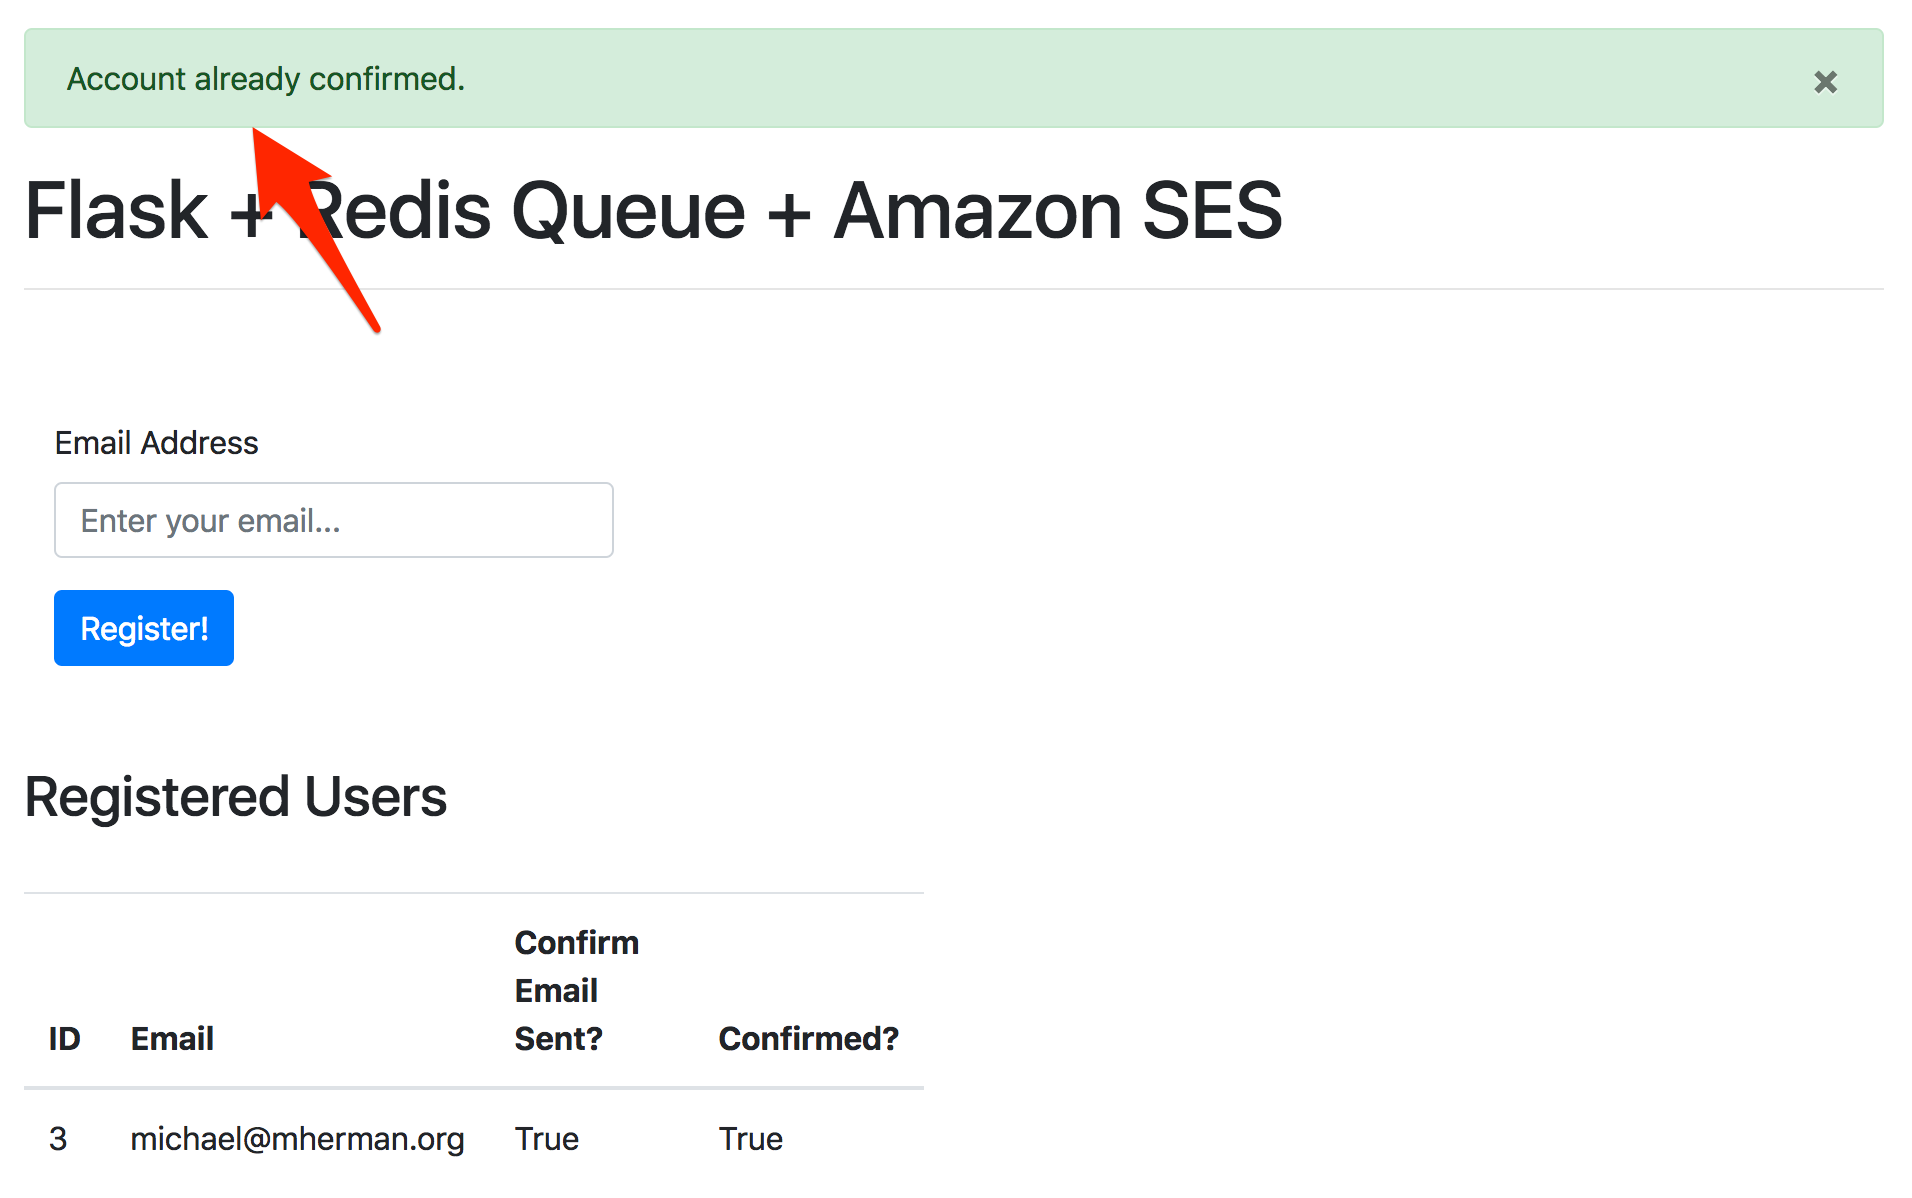 Account already confirmed.
×
Flask + Redis Queue + Amazon SES
Email Address
Enter your email...
Register!
Registered Users
ID Email Confirm Email Sent? Confirmed?
3 michael@mherman.org True True